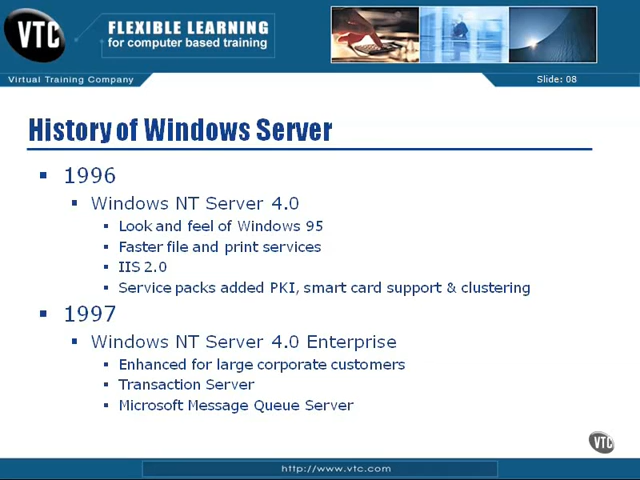 VTC
FLEXIBLE LEARNING
for computer based training
Virtual Training Company
Slide: 08
History of Windows Server
1996
Windows NT Server 4.0
Look and feel of Windows 95
Faster file and print services
IIS 2.0
Service packs added PKI, smart card support & clustering
1997
Windows NT Server 4.0 Enterprise
Enhanced for large corporate customers
Transaction Server
Microsoft Message Queue Server
VTC
http://www.vtc.com